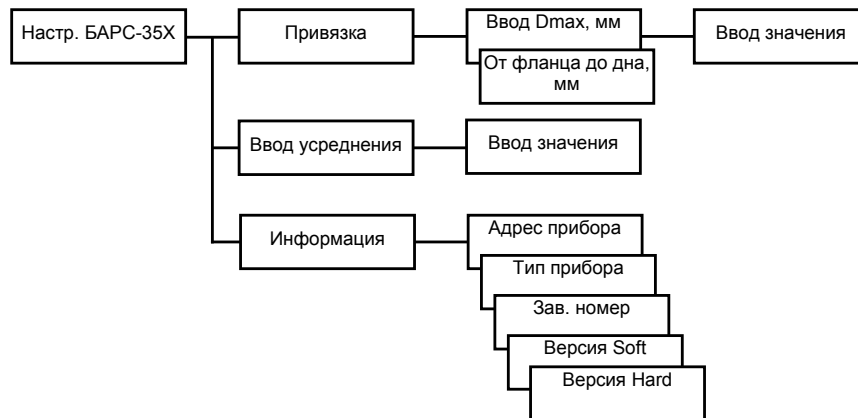 Настр. БАРС-35Х
Привязка
Ввод Dmax, мм
Ввод значения
От фланца до дна,
мм
Ввод усреднения
Ввод значения
Информация
Адрес прибора
Тип прибора
Зав. номер
Версия Soft
Версия Hard